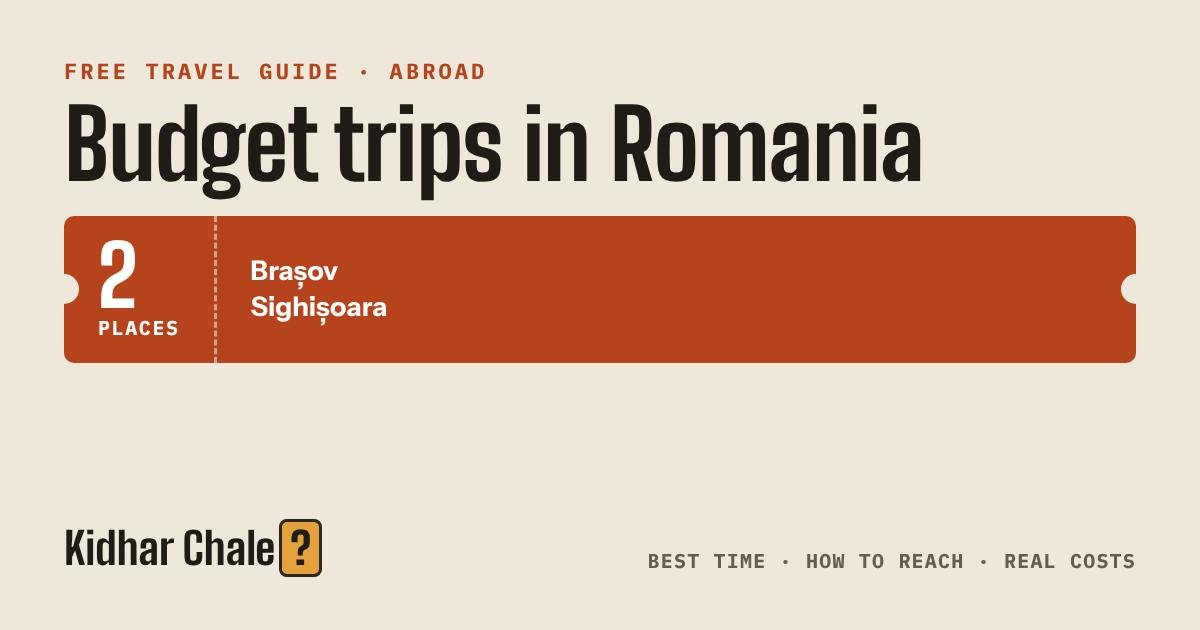 FREE TRAVEL GUIDE · ABROAD
Budget trips in Romania
2
PLACES
Brașov
Sighișoara
Kidhar Chale ?
BEST TIME · HOW TO REACH · REAL COSTS